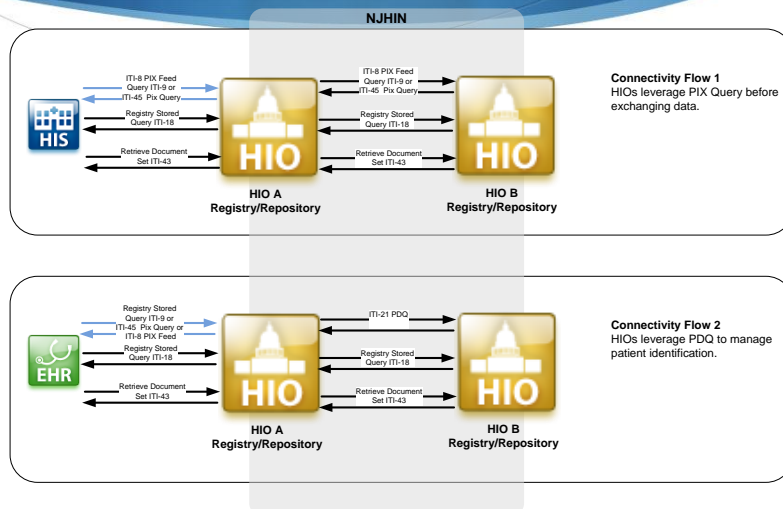 NJHIN
ITI-8 PIX Feed
Query ITI-9 or
ITI-45 Pix Query
Registry Stored
Query ITI-18
Retrieve Document
Set ITI-43
HIS
HIO
HIO A
Registry/Repository
ITI-8 PIX Feed
Query ITI-9 or
ITI-45 Pix Query
Registry Stored
Query ITI-18
Retrieve Document
Set ITI-43
HIO
HIO B
Registry/Repository
Connectivity Flow 1
HIOs leverage PIX Query before
exchanging data.
Registry Stored
Query ITI-9 or
ITI-45 Pix Query or
ITI-8 PIX Feed
Registry Stored
Query ITI-18
Retrieve Document
Set ITI-43
EHR
HIO
HIO A
Registry/Repository
ITI-21 PDQ
Registry Stored
Query ITI-18
Retrieve Document
Set ITI-43
HIO
HIO B
Registry/Repository
Connectivity Flow 2
HIOs leverage PDQ to manage
patient identification.